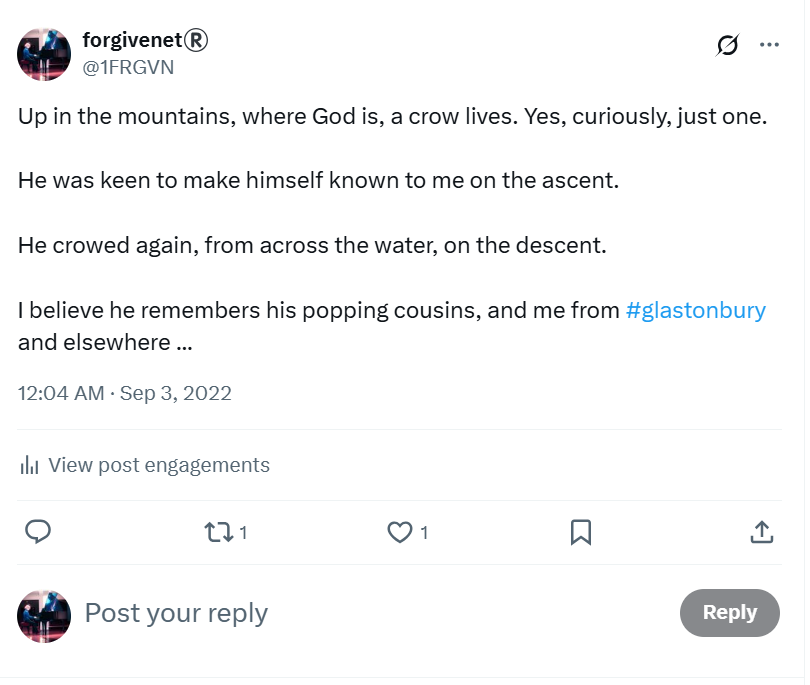 forgivenet®
@1FRGVN
Up in the mountains, where God is, a crow lives. Yes, curiously, just one.
He was keen to make himself known to me on the ascent.
He crowed again, from across the water, on the descent.
I believe he remembers his popping cousins, and me from #glastonbury
and elsewhere ...
12:04 AM · Sep 3, 2022
View post engagements
1
1
Post your reply
Reply